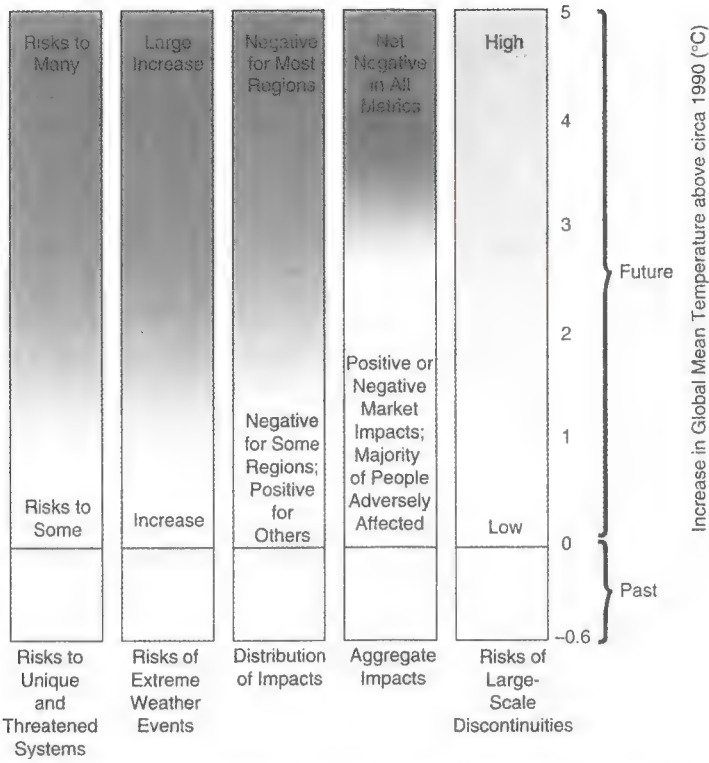 Risks to
Many
Large
Increase
Negative
for Most
Regions
Net
Negative
in All
Metrics
High
Risks to
Some
Increase
Negative
for Some
Regions;
Positive
for
Others
Positive or
Negative
Market
Impacts;
Majority
of People
Adversely
Affected
Low
5
4
3
2
1
0
–0.6
Future
Past
Increase in Global Mean Temperature above circa 1990 (°C)
Risks to
Unique
and
Threatened
Systems
Risks of
Extreme
Weather
Events
Distribution
of Impacts
Aggregate
Impacts
Risks of
Large-
Scale
Discontinuities